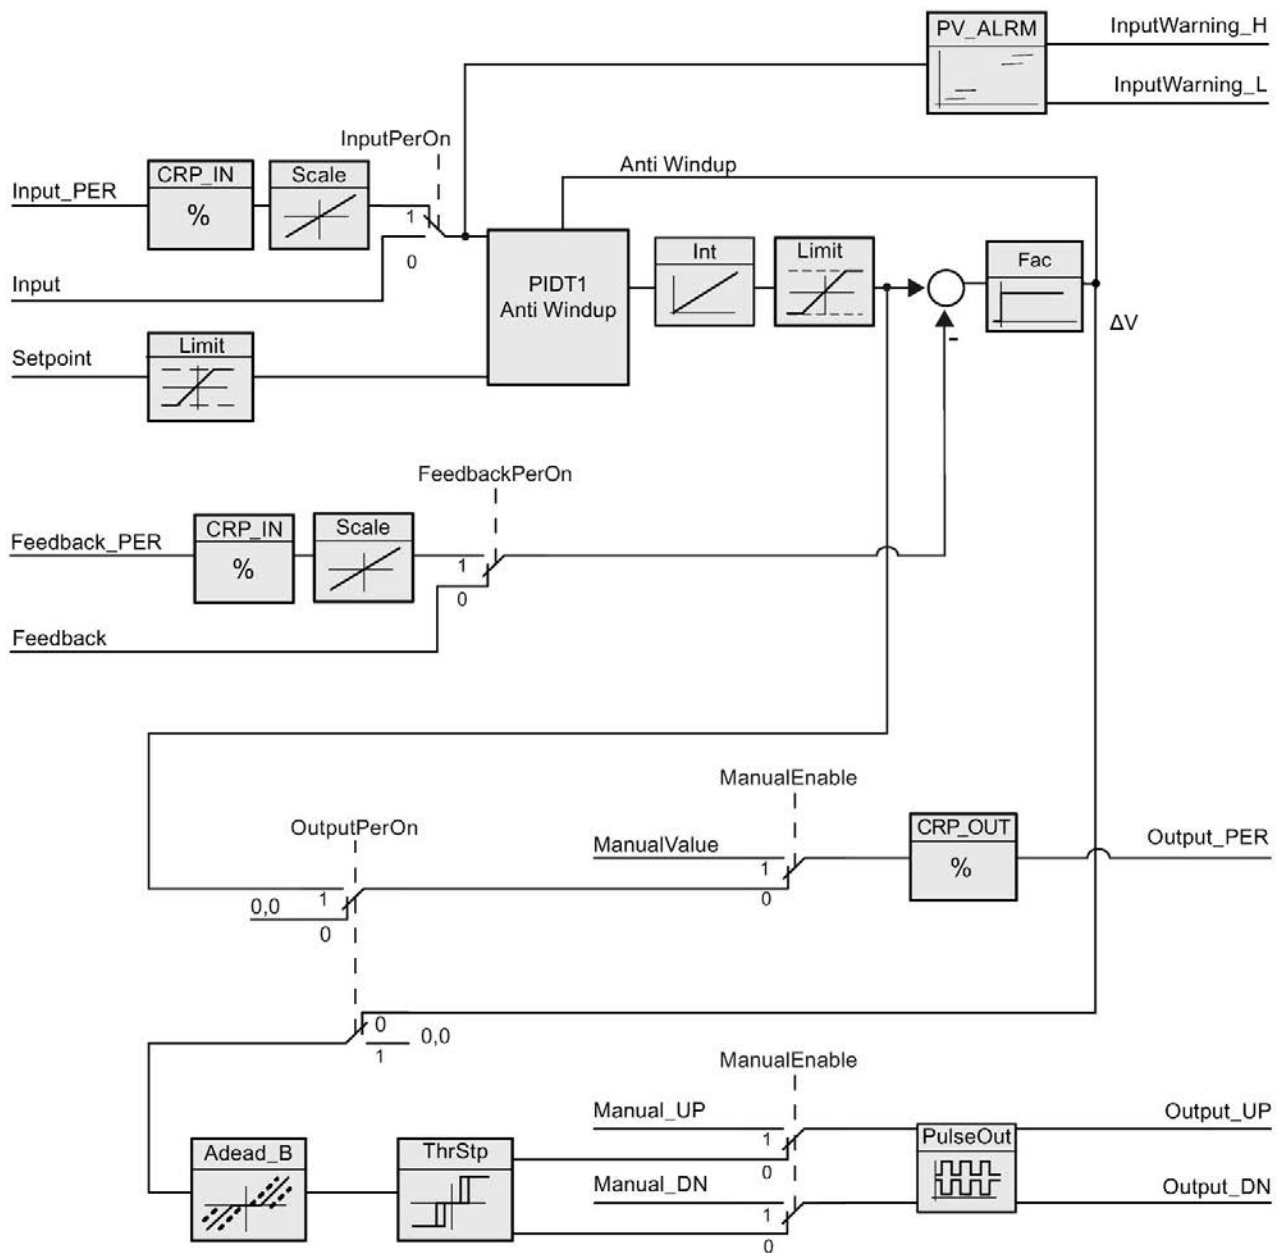 PV_ALRM
InputWarning_H
InputWarning_L
InputPerOn
Anti Windup
Input_PER
CRP_IN
%
Scale
1
0
Input
PIDT1
Anti Windup
Int
Limit
Fac
ΔV
-
Setpoint
Limit
FeedbackPerOn
Feedback_PER
CRP_IN
%
Scale
1
0
Feedback
ManualEnable
OutputPerOn
ManualValue
1
0
CRP_OUT
%
Output_PER
0,0
1
0
0
1
0,0
ManualEnable
Manual_UP
1
0
Output_UP
Adead_B
ThrStp
PulseOut
Manual_DN
1
0
Output_DN